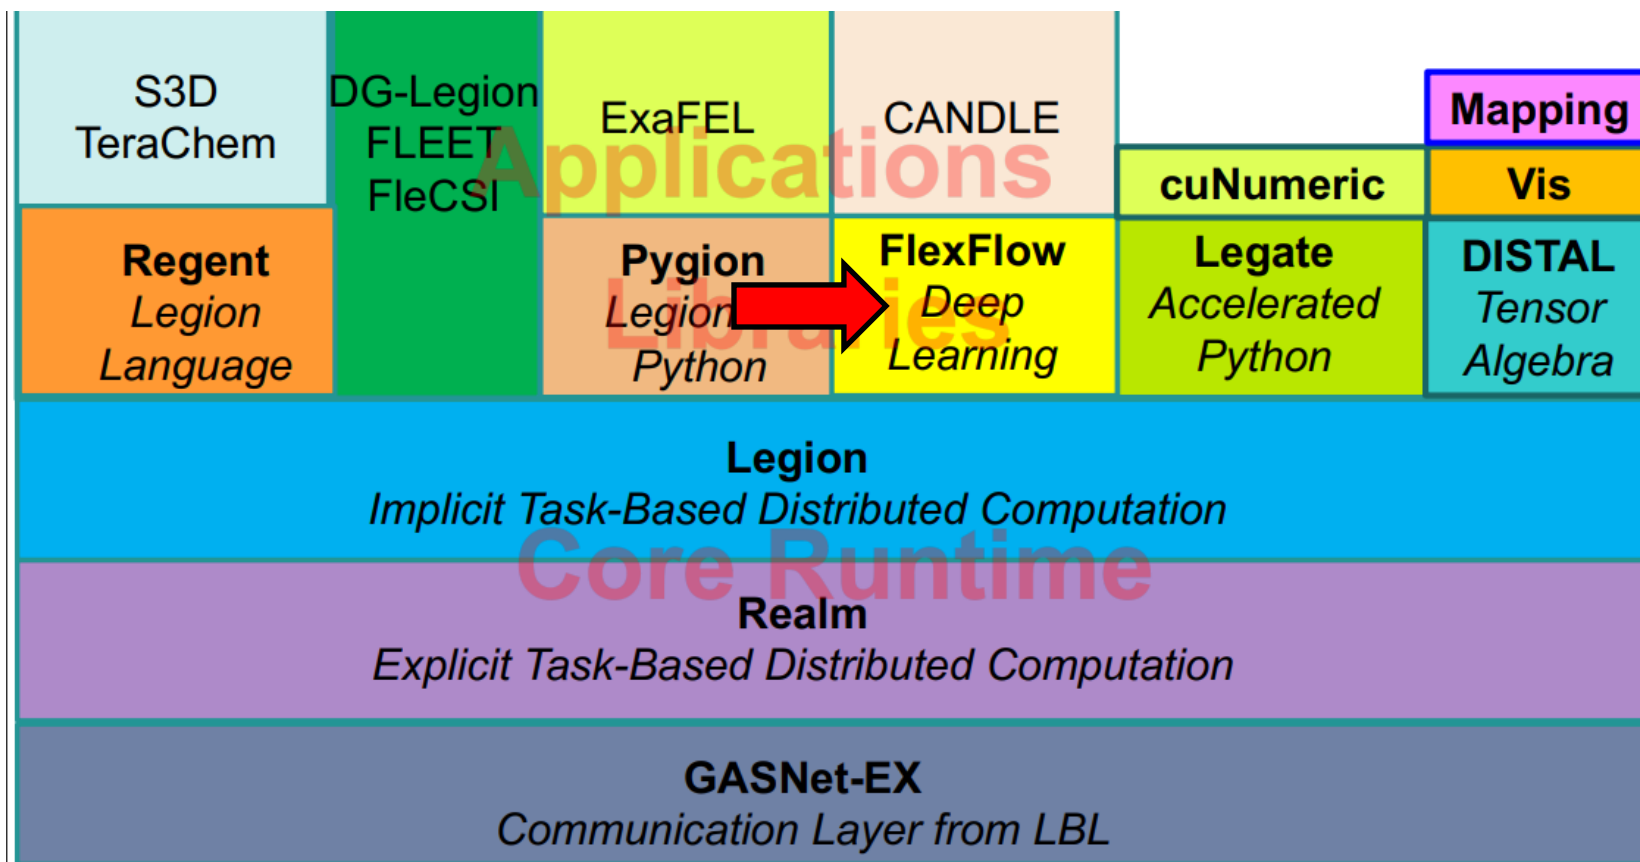 S3D
TeraChem
DG-Legion
FLEET
FleCSI
ExaFEL
CANDLE
Mapping
cuNumeric
Vis
Applications
Regent
Legion
Language
Pygion
Legion
Python
FlexFlow
Deep
Learning
Legate
Accelerated
Python
DISTAL
Tensor
Algebra
Libraries
Legion
Implicit Task-Based Distributed Computation
Core Runtime
Realm
Explicit Task-Based Distributed Computation
GASNet-EX
Communication Layer from LBL